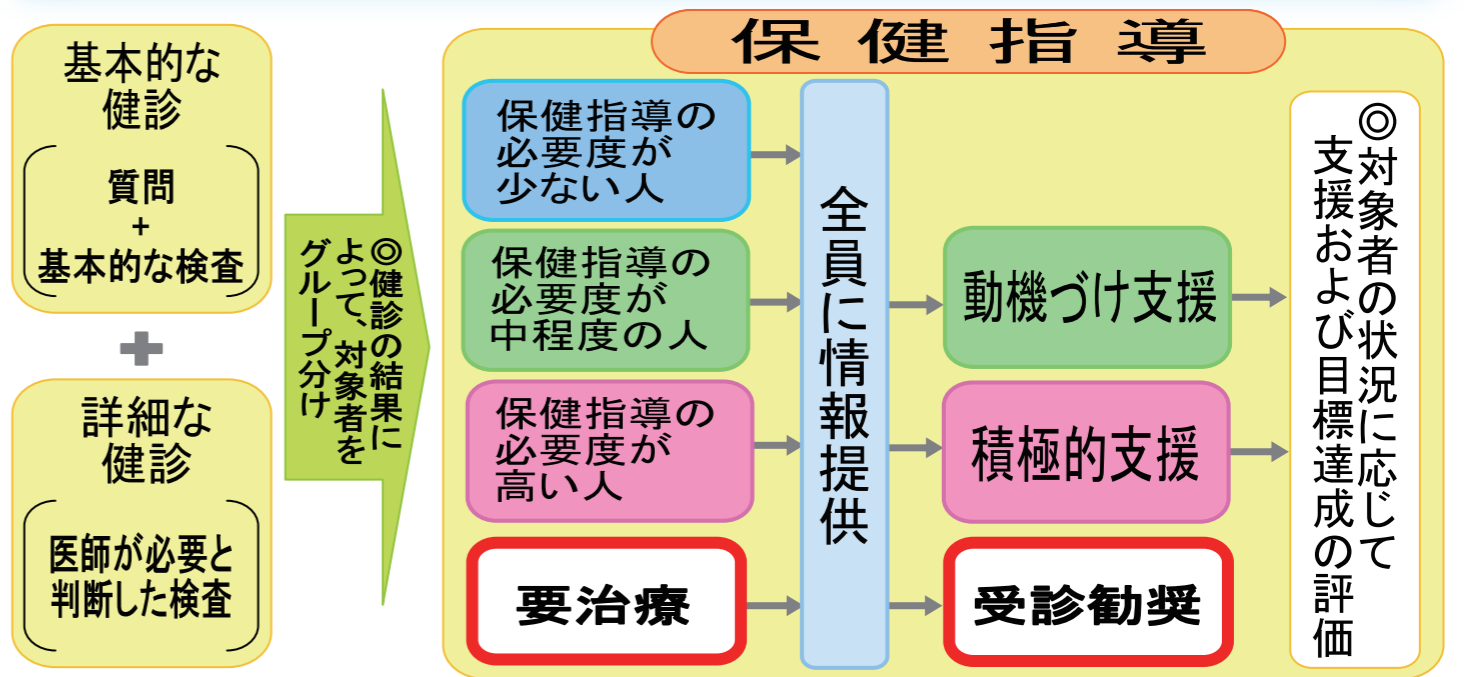 基本的な
健診
質問
+
基本的な検査
詳細な
健診
医師が必要と
判断した検査
◎健診の結果に
よって、対象者を
グループ分け
保健指導
保健指導の
必要度が
少ない人
保健指導の
必要度が
中程度の人
保健指導の
必要度が
高い人
要治療
全員に情報提供
動機づけ支援
積極的支援
受診勧奨
◎対象者の状況に応じて
支援および目標達成の評価